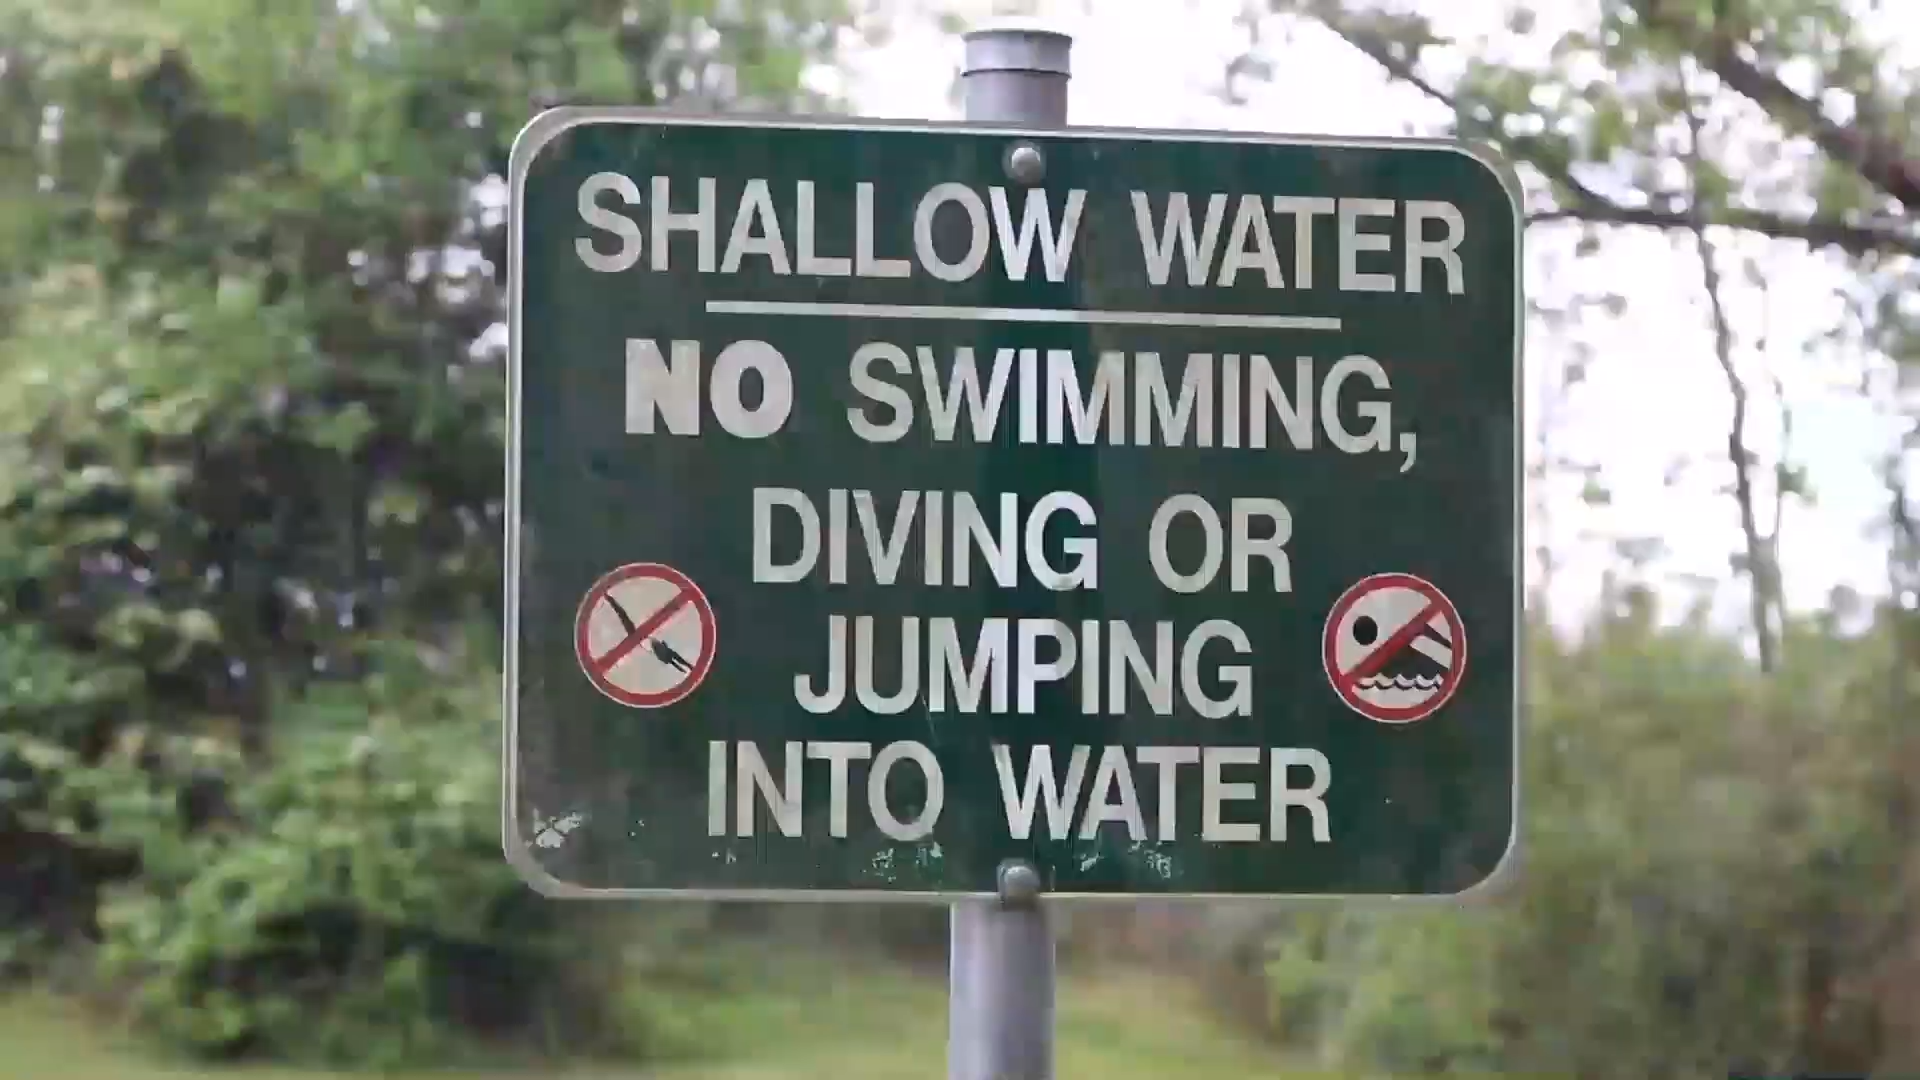 SHALLOW WATER
NO SWIMMING,
DIVING OR
JUMPING
INTO WATER